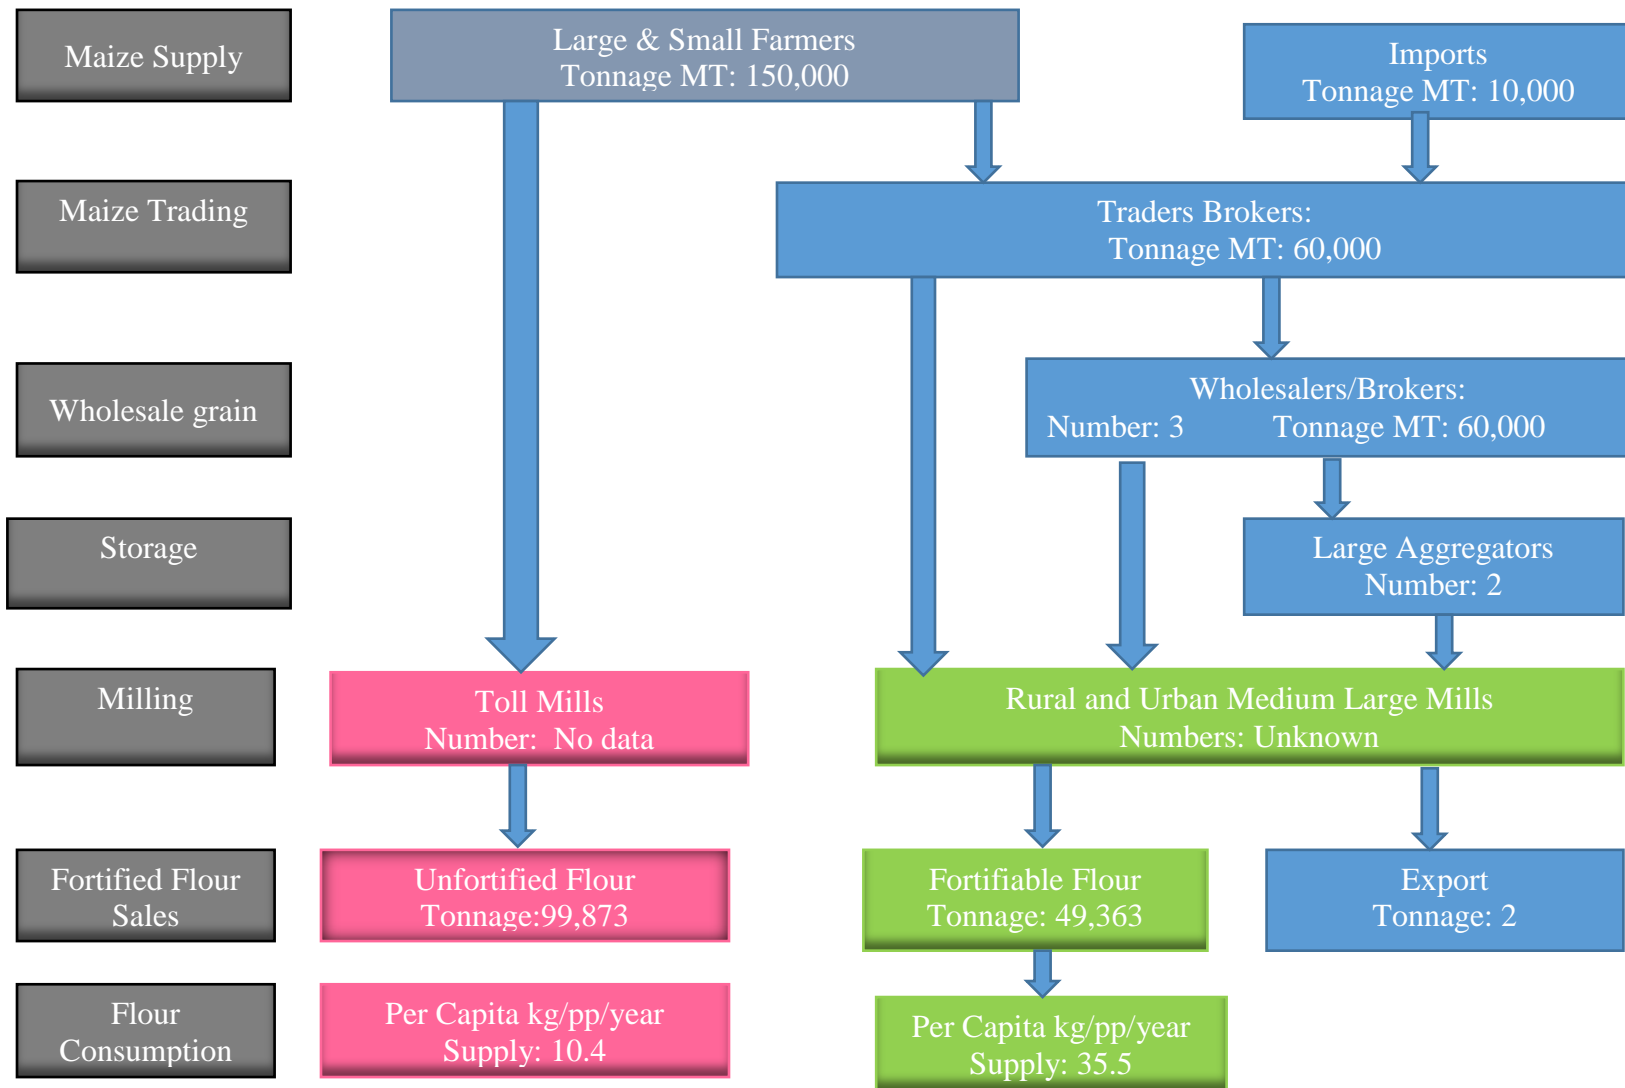 Maize Supply
Large & Small Farmers
Tonnage MT: 150,000
Imports
Tonnage MT: 10,000
Maize Trading
Traders Brokers:
Tonnage MT: 60,000
Wholesale grain
Wholesalers/Brokers:
Number: 3 Tonnage MT: 60,000
Storage
Large Aggregators
Number: 2
Milling
Toll Mills
Number: No data
Rural and Urban Medium Large Mills
Numbers: Unknown
Fortified Flour
Sales
Unfortified Flour
Tonnage:99,873
Fortifiable Flour
Tonnage: 49,363
Export
Tonnage: 2
Flour
Consumption
Per Capita kg/pp/year
Supply: 10.4
Per Capita kg/pp/year
Supply: 35.5